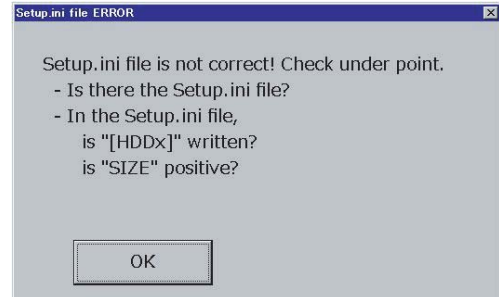 Setup.ini file ERROR
Setup.ini file is not correct! Check under point.
- Is there the Setup.ini file?
- In the Setup.ini file,
is "[HDDx]" written?
is "SIZE" positive?
OK